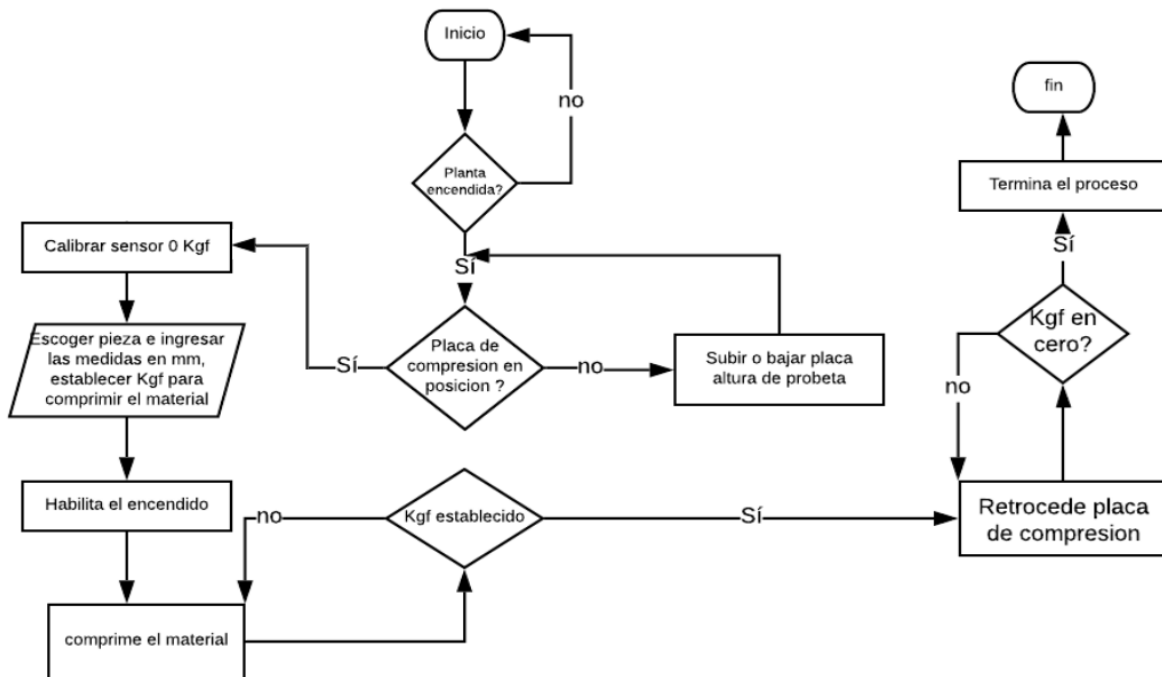 Inicio
no
Planta
encendida?
Sí
Placa de
compresion en
posicion ?
no
Subir o bajar placa
altura de probeta
Sí
Calibrar sensor 0 Kgf
Escoger pieza e ingresar
las medidas en mm,
establecer Kgf para
comprimir el material
Habilita el encendido
comprime el material
Kgf establecido
no
Sí
Retrocede placa
de compresion
Kgf en
cero?
no
Sí
Termina el proceso
fin